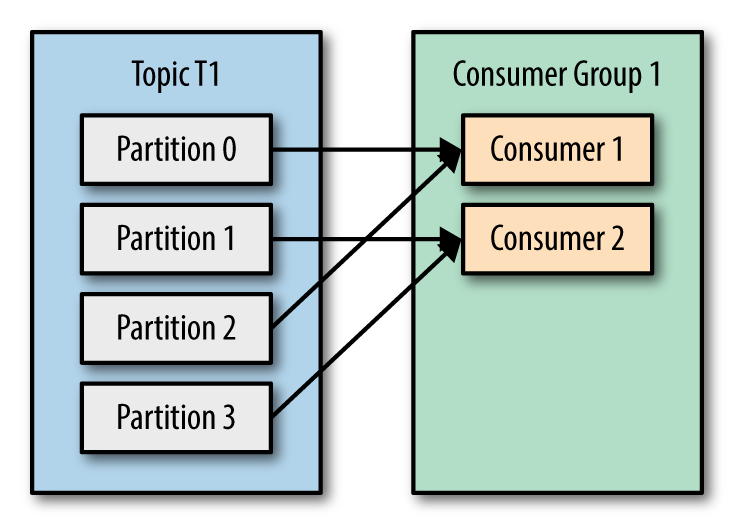 Topic T1
Partition 0
Partition 1
Partition 2
Partition 3
Consumer Group 1
Consumer 1
Consumer 2